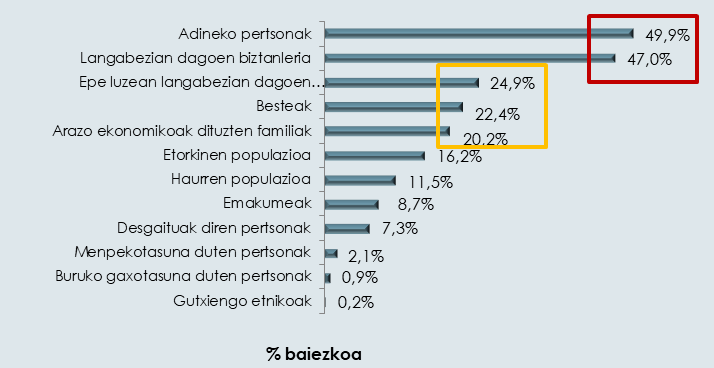 Adineko pertsonak 49,9%
Langabezian dagoen biztanleria 47,0%
Epe luzean langabezian dagoen… 24,9%
Besteak 22,4%
Arazo ekonomikoak dituzten familiak 20,2%
Etorkinen populazioa 16,2%
Haurren populazioa 11,5%
Emakumeak 8,7%
Desgaituak diren pertsonak 7,3%
Menpekotasuna duten pertsonak 2,1%
Buruko gaxotasuna duten pertsonak 0,9%
Gutxiengo etnikoak 0,2%
% baiezkoa